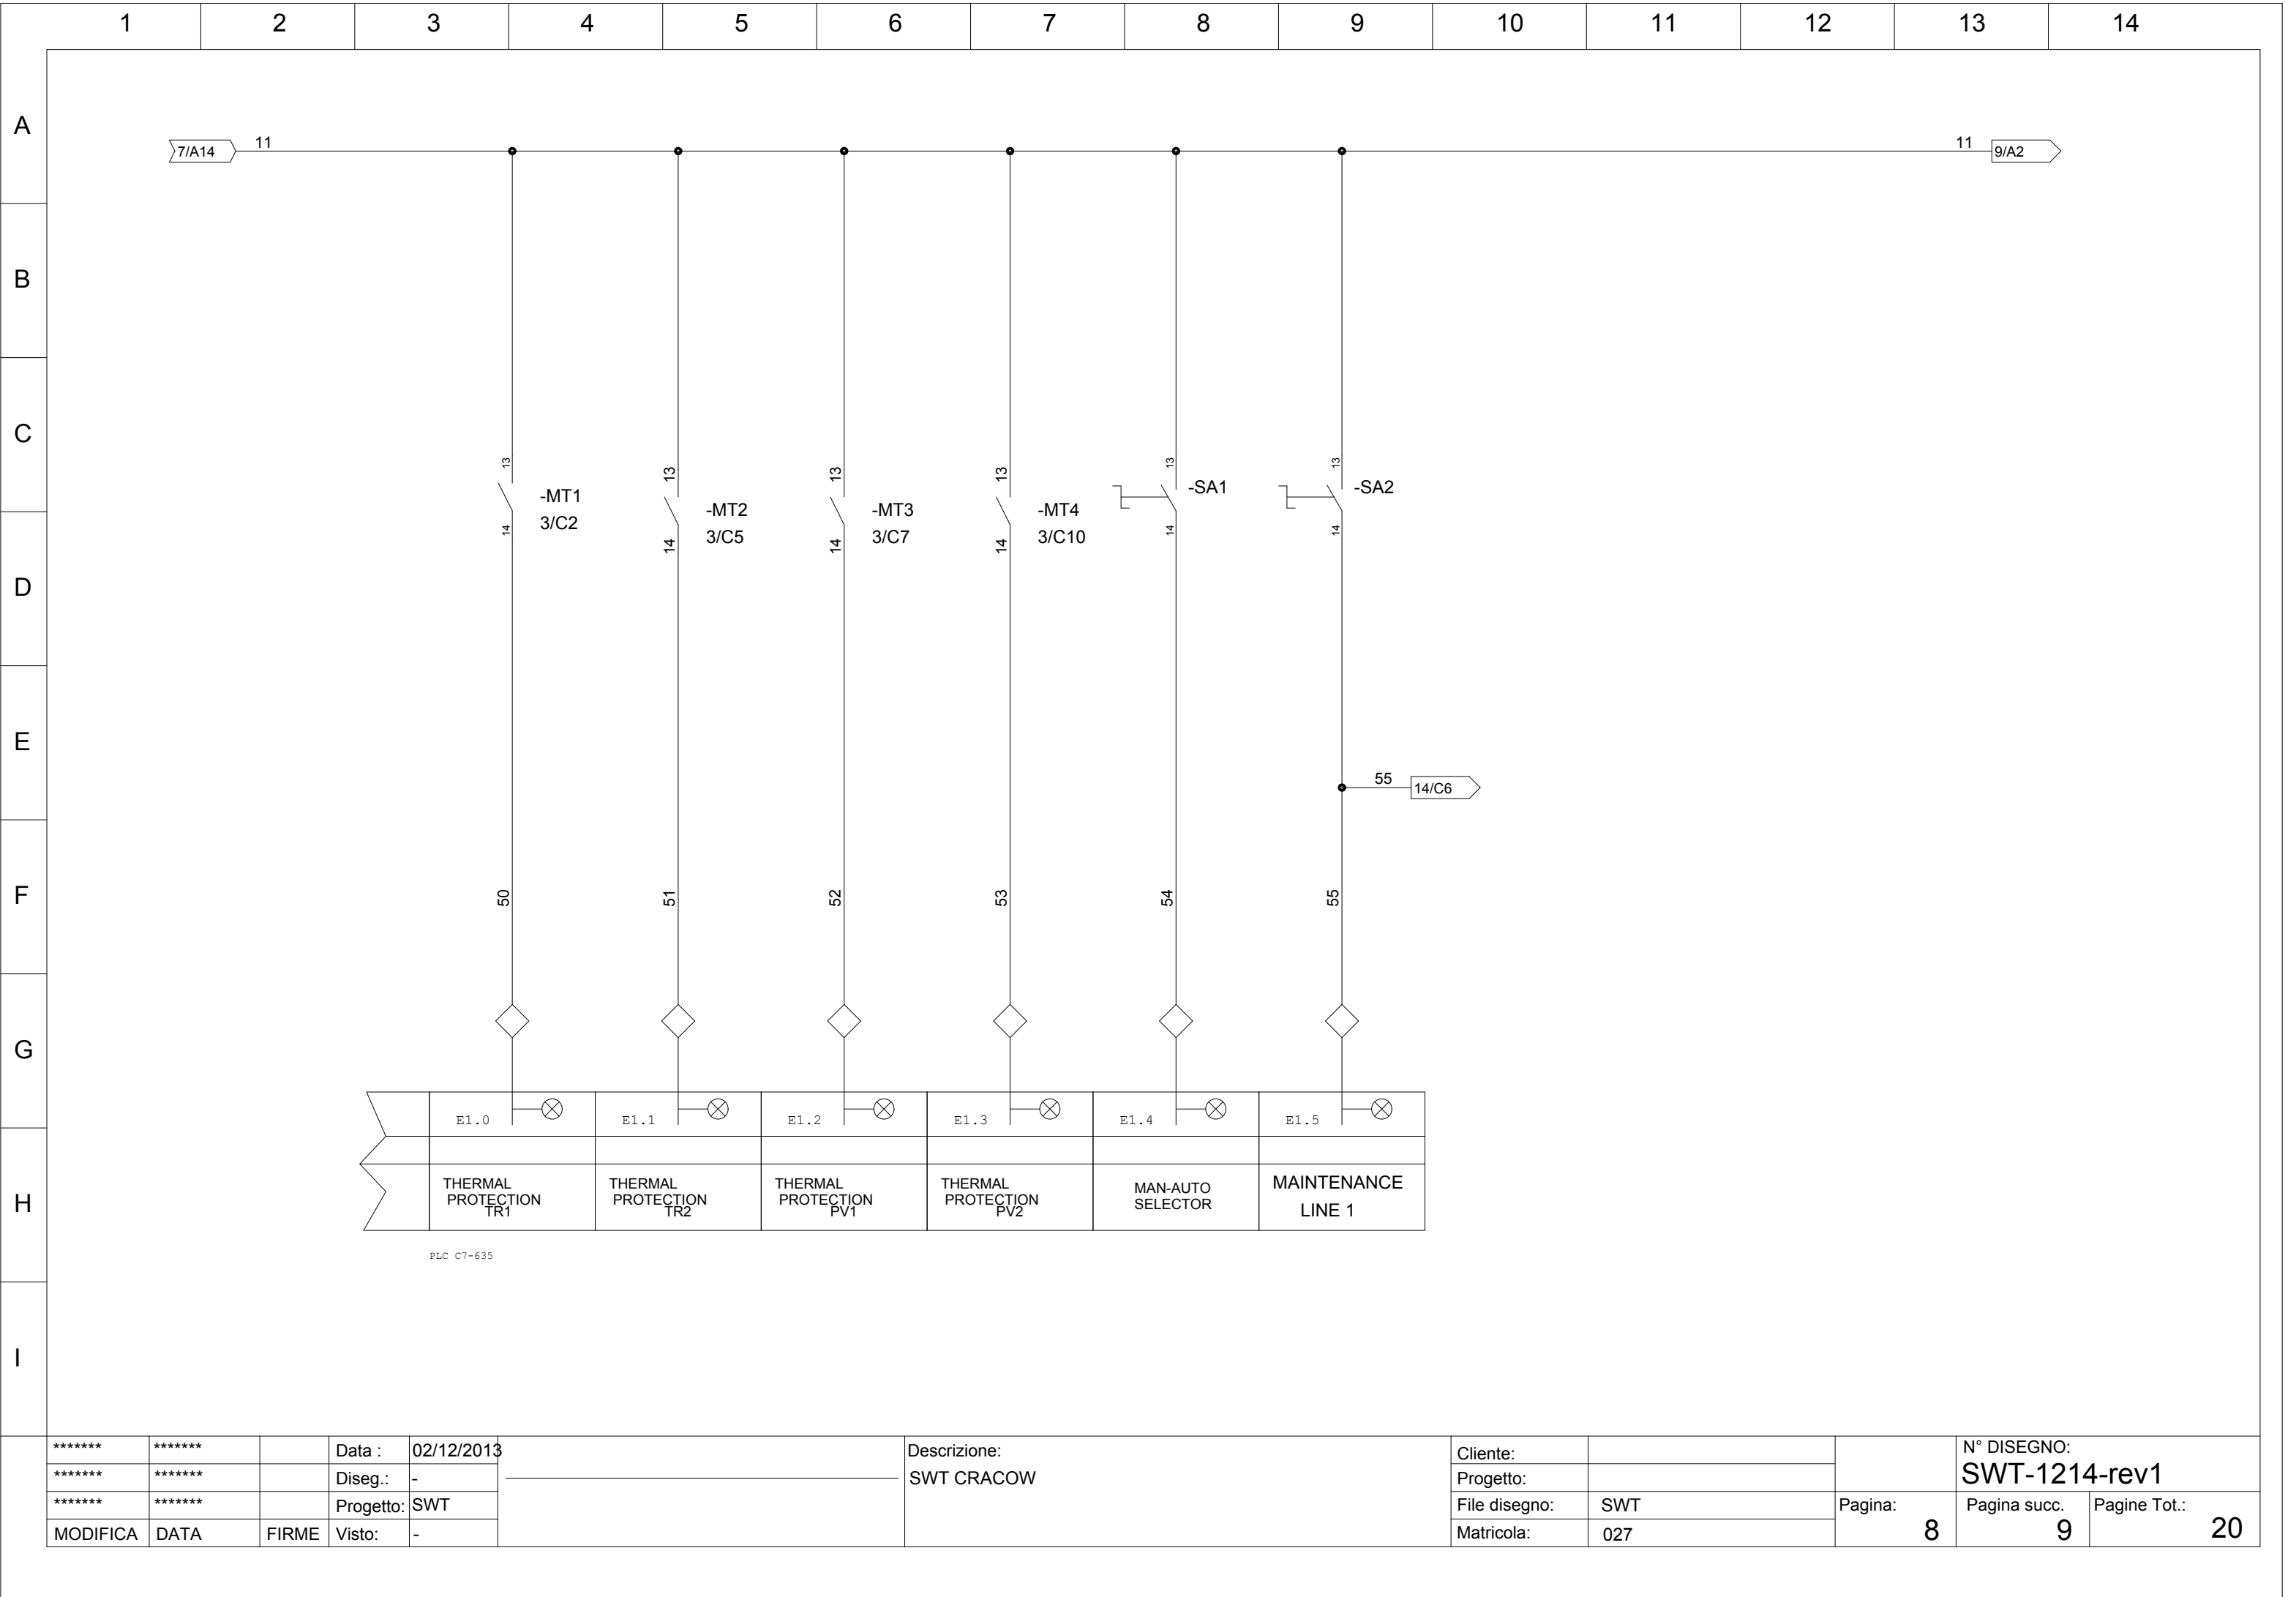 1 2 3 4 5 6 7 8 9 10 11 12 13 14
A
7/A14 11 11 9/A2
B
C
13 13 13 13 13 13
-MT1 -MT2 -MT3 -MT4 -SA1 -SA2
3/C2 3/C5 3/C7 3/C10
14 14 14 14 14 14
D
E
55 14/C6
F
50 51 52 53 54 55
G
E1.0 E1.1 E1.2 E1.3 E1.4 E1.5
H
THERMAL
PROTECTION
TR1
THERMAL
PROTECTION
TR2
THERMAL
PROTECTION
PV1
THERMAL
PROTECTION
PV2
MAN-AUTO
SELECTOR
MAINTENANCE
LINE 1
PLC C7-635
I
******* ******* Data : 02/12/2013
******* ******* Diseg.: -
******* ******* Progetto: SWT
MODIFICA DATA FIRME Visto: -
Descrizione:
SWT CRACOW
Cliente:
Progetto:
File disegno: SWT
Matricola: 027
N° DISEGNO:
SWT-1214-rev1
Pagina: 8
Pagina succ. 9
Pagine Tot.: 20